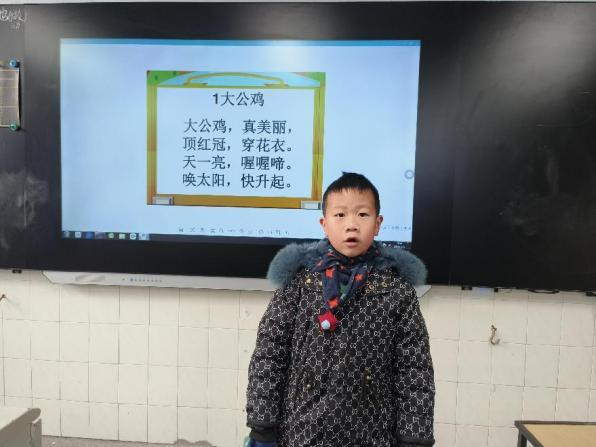 1大公鸡
大公鸡，真美丽，
顶红冠，穿花衣。
天一亮，喔喔啼。
唤太阳，快升起。